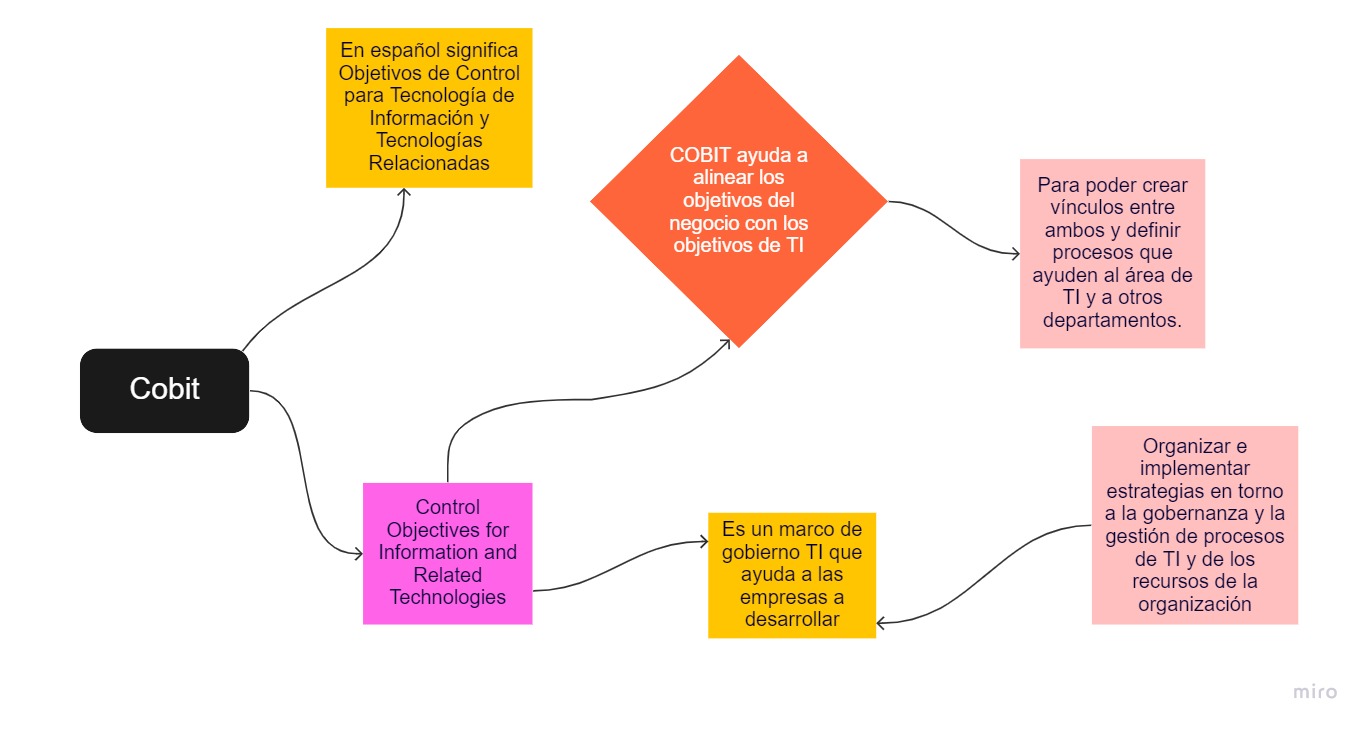 En español significa
Objetivos de Control
para Tecnología de
Información y
Tecnologías
Relacionadas
COBIT ayuda a
alinear los
objetivos del
negocio con los
objetivos de TI
Para poder crear
vínculos entre
ambos y definir
procesos que
ayuden al área de
TI y a otros
departamentos.
Cobit
Control
Objectives for
Information and
Related
Technologies
Es un marco de
gobierno TI que
ayuda a las
empresas a
desarrollar
Organizar e
implementar
estrategias en torno
a la gobernanza y la
gestión de procesos
de TI y de los
recursos de la
organización
miro